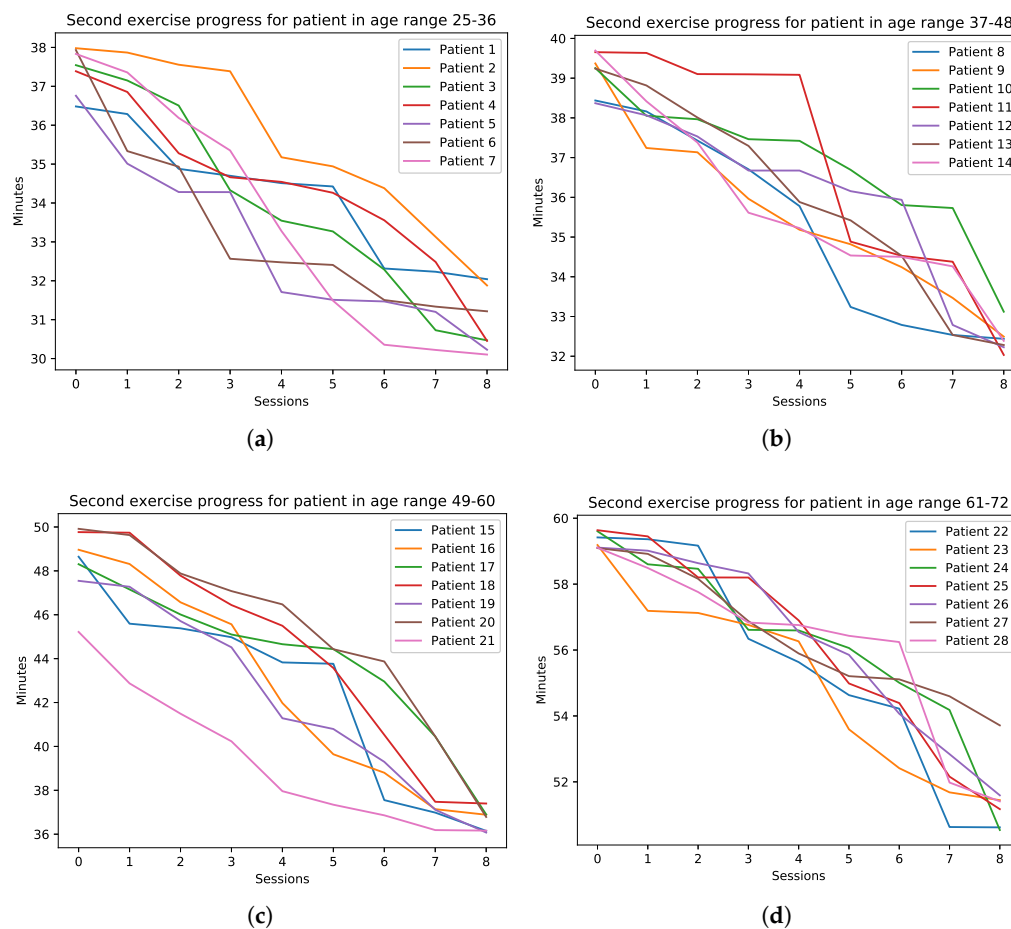 Second exercise progress for patient in age range 25-36
38
37
36
35
34
33
32
31
30
Minutes
0 1 2 3 4 5 6 7 8
Sessions
Patient 1
Patient 2
Patient 3
Patient 4
Patient 5
Patient 6
Patient 7
(a)
Second exercise progress for patient in age range 37-48
40
39
38
37
36
35
34
33
32
Minutes
0 1 2 3 4 5 6 7 8
Sessions
Patient 8
Patient 9
Patient 10
Patient 11
Patient 12
Patient 13
Patient 14
(b)
Second exercise progress for patient in age range 49-60
50
48
46
44
42
40
38
36
Minutes
0 1 2 3 4 5 6 7 8
Sessions
Patient 15
Patient 16
Patient 17
Patient 18
Patient 19
Patient 20
Patient 21
(c)
Second exercise progress for patient in age range 61-72
60
58
56
54
52
Minutes
0 1 2 3 4 5 6 7 8
Sessions
Patient 22
Patient 23
Patient 24
Patient 25
Patient 26
Patient 27
Patient 28
(d)